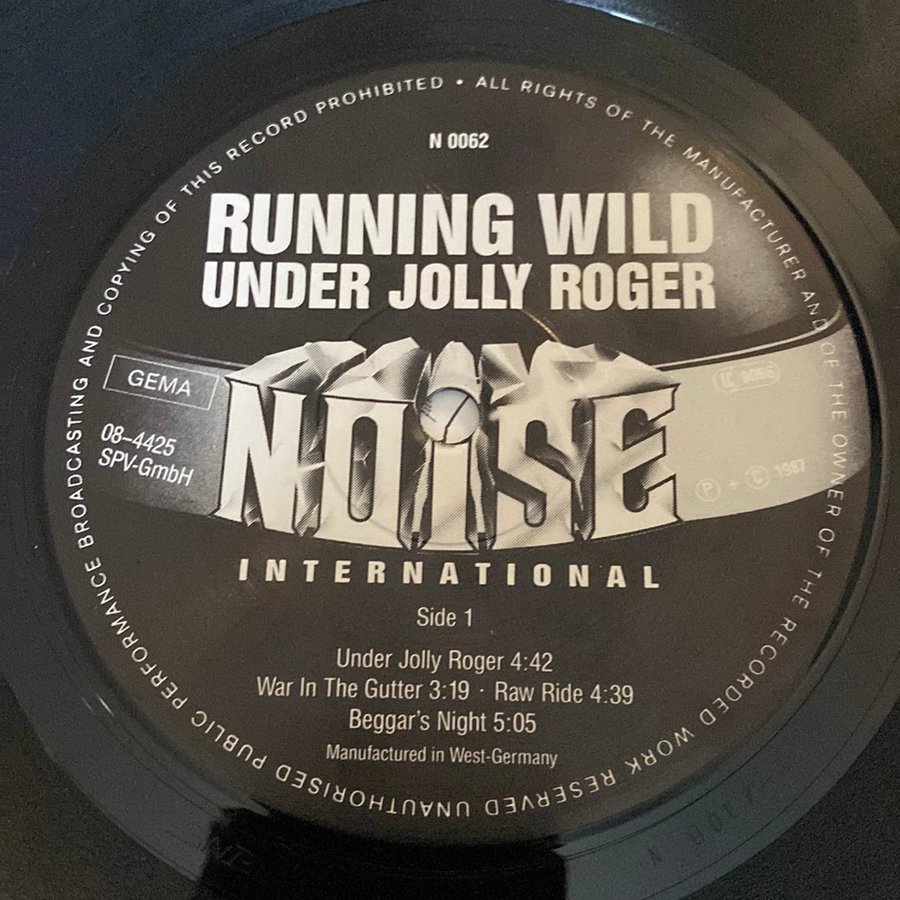 ALL RIGHTS OF THE MANUFACTURER AND OF THE OWNER OF THE RECORDED WORK RESERVED UNAUTHORISED PUBLIC PERFORMANCE BROADCASTING AND COPYING OF THIS RECORD PROHIBITED •
N 0062
RUNNING WILD
UNDER JOLLY ROGER
GEMA
08-4425
SPV-GmbH
NOISE
Ⓟ + Ⓒ 1987
INTERNATIONAL
Side 1
Under Jolly Roger 4:42
War In The Gutter 3:19 · Raw Ride 4:39
Beggar's Night 5:05
Manufactured in West-Germany